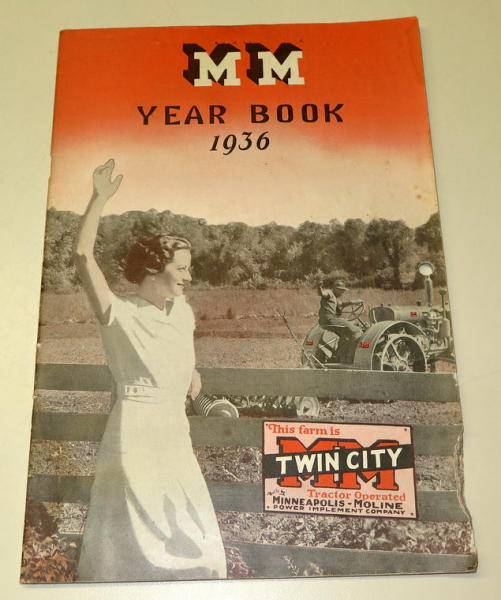 MM
YEAR BOOK
1936
"This farm is
MM
TWIN CITY
Tractor Operated
MINNEAPOLIS-MOLINE
POWER IMPLEMENT COMPANY